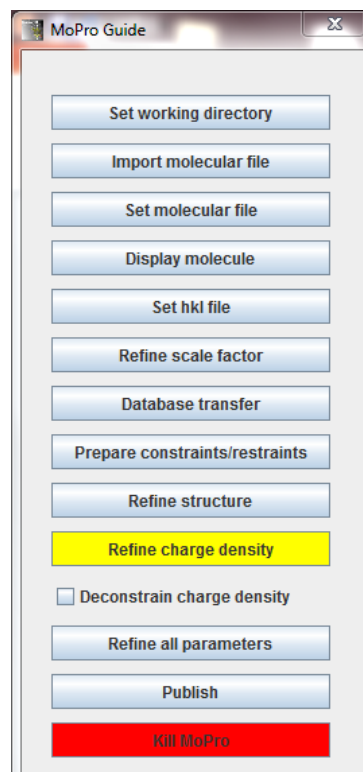 MoPro Guide
Set working directory
Import molecular file
Set molecular file
Display molecule
Set hkl file
Refine scale factor
Database transfer
Prepare constraints/restraints
Refine structure
Refine charge density
Deconstrain charge density
Refine all parameters
Publish
Kill MoPro